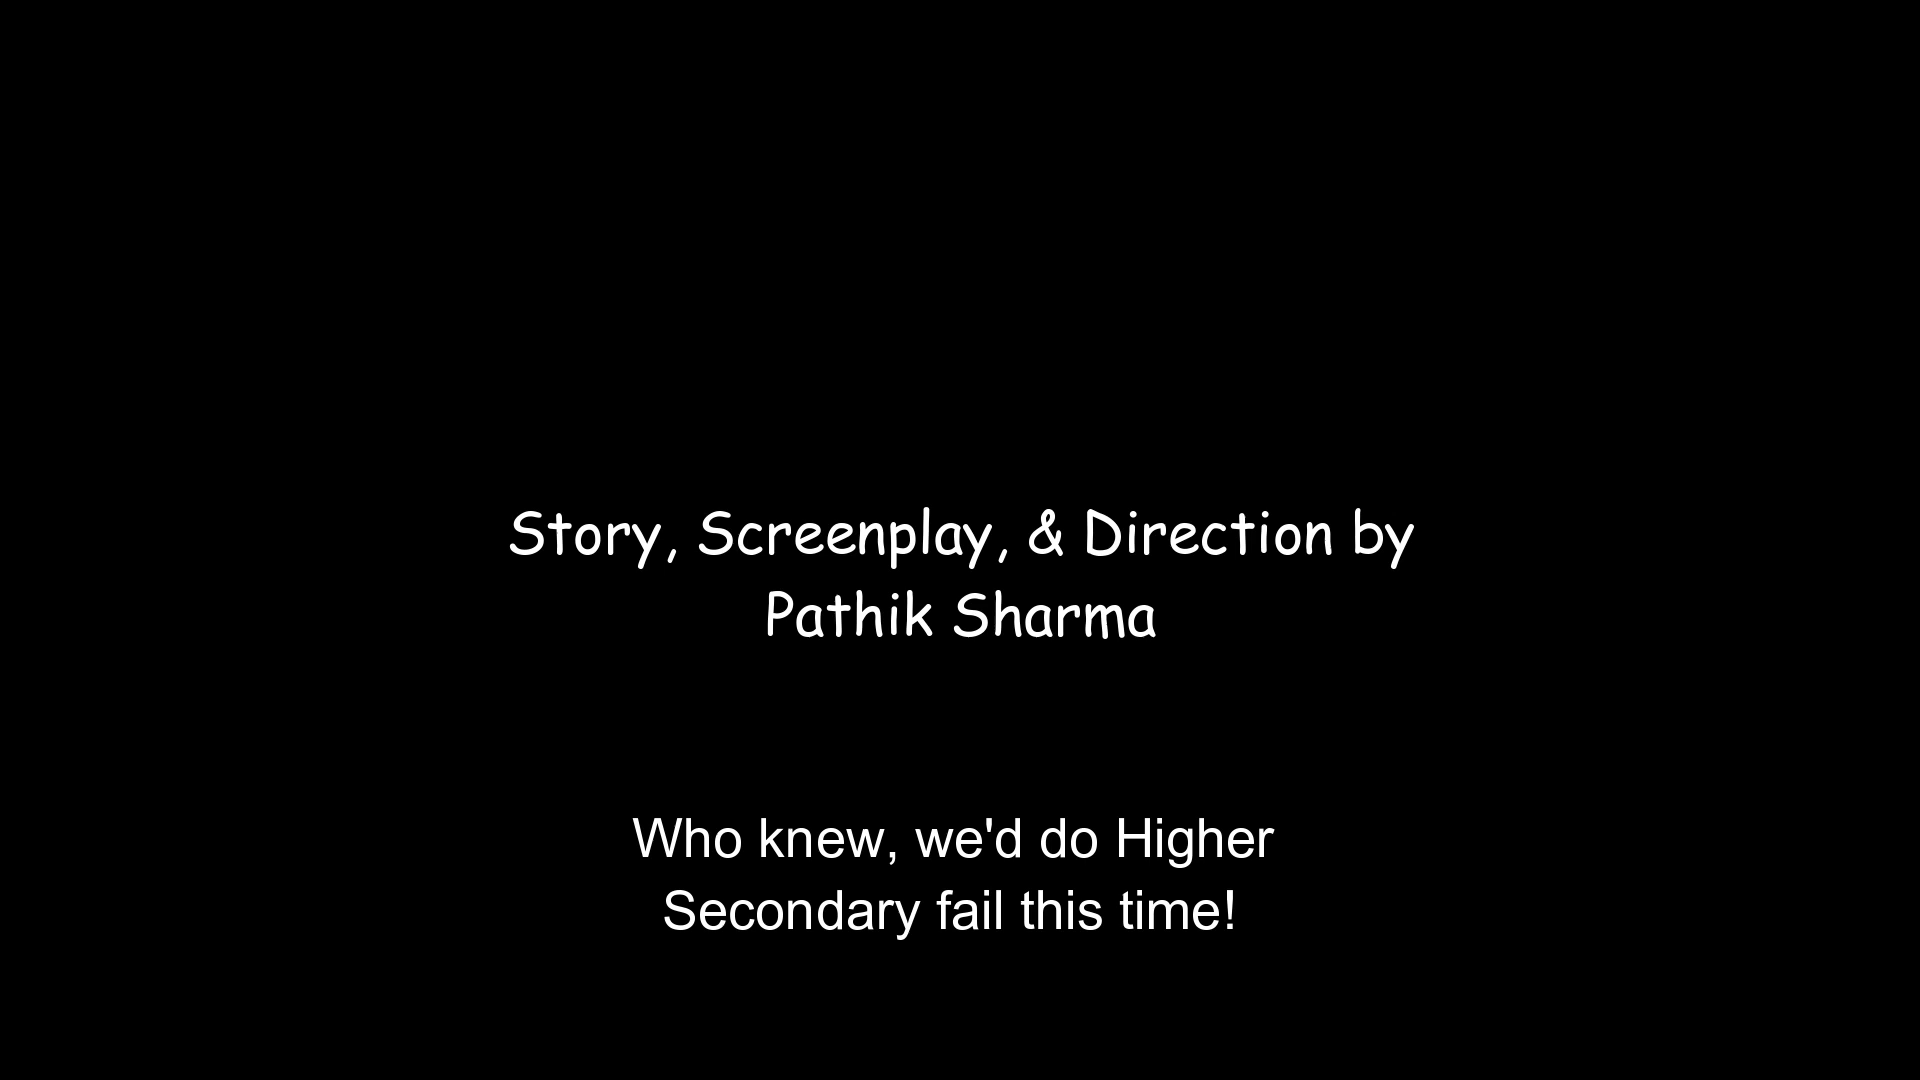 Story, Screenplay, & Direction by
Pathik Sharma
Who knew, we'd do Higher
Secondary fail this time!